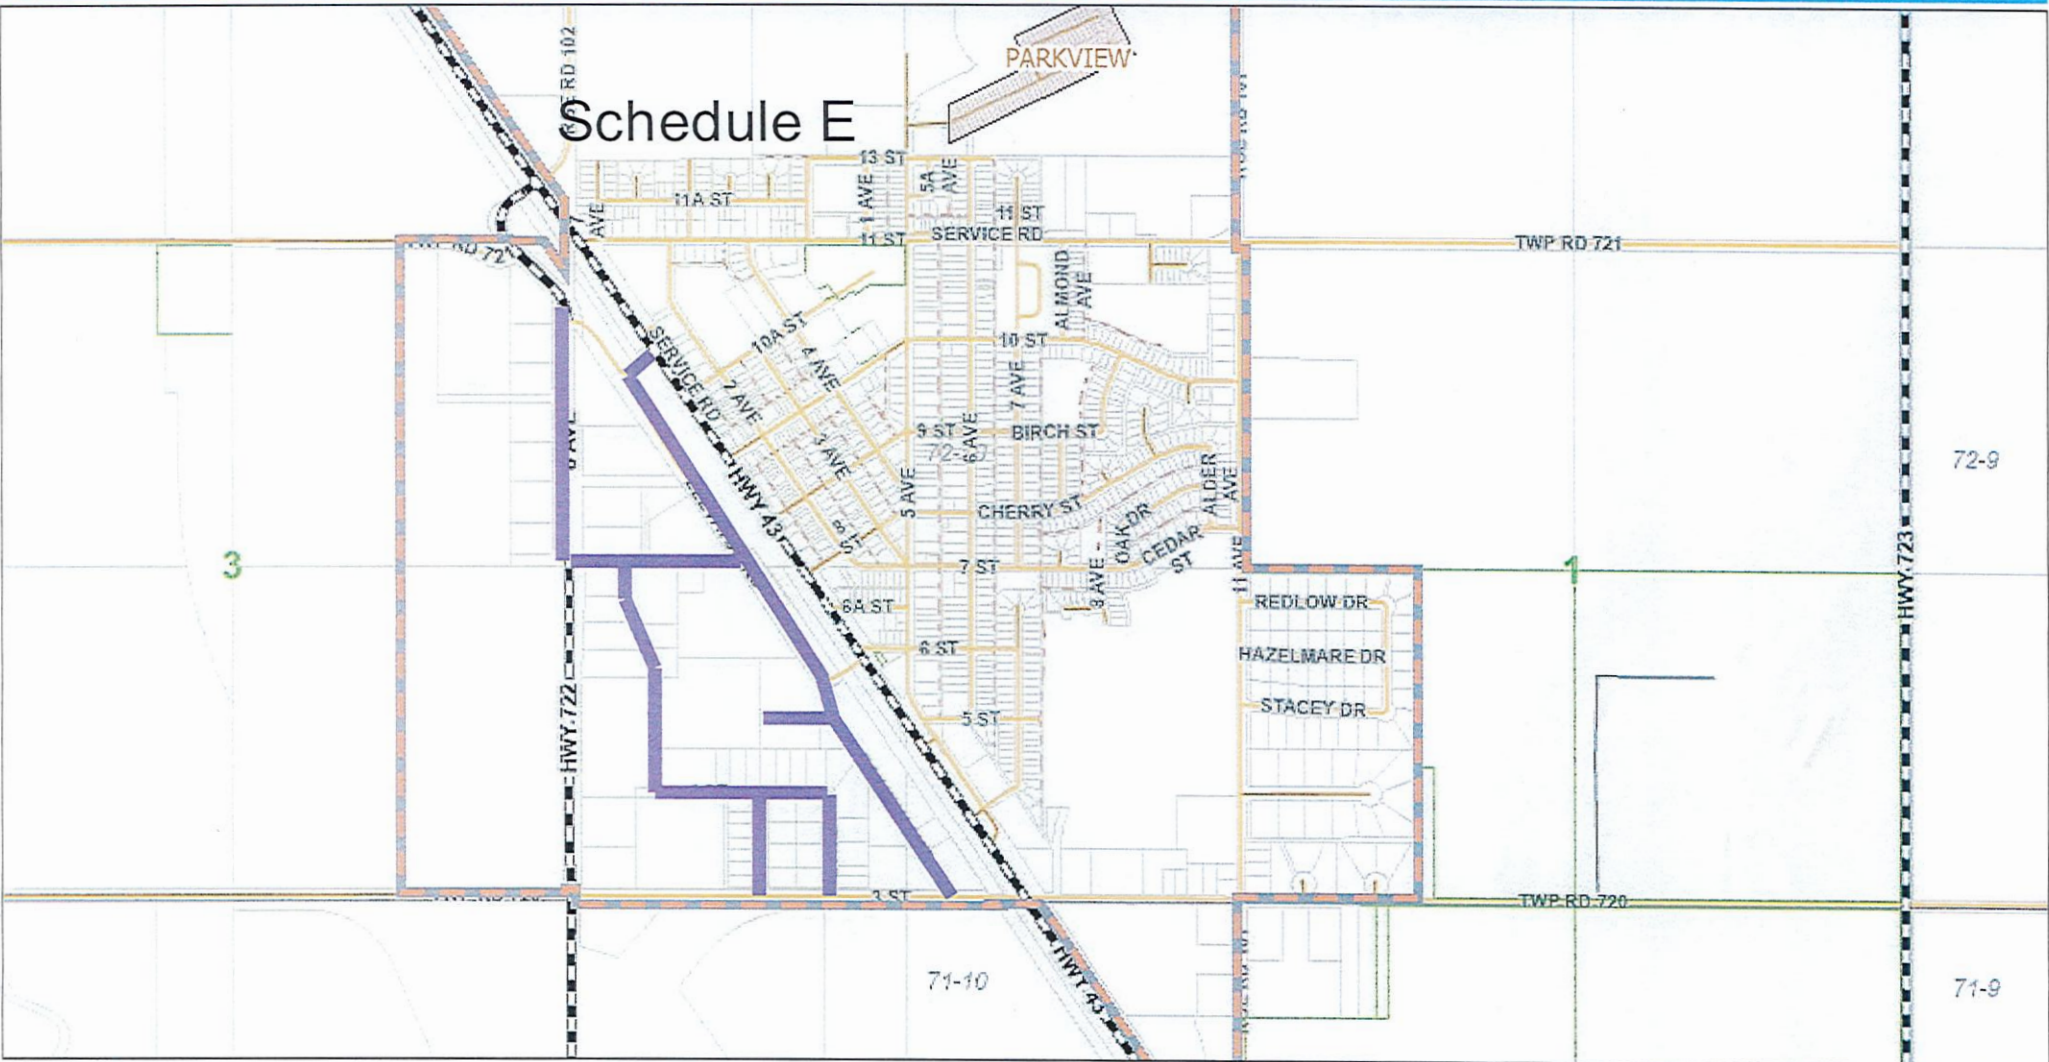 PARKVIEW
Schedule E
13 ST
5A
AVE
1 AVE
11A ST
AVE
11 ST
11 ST
SERVICE RD
TWP RD 721
ALMOND
AVE
10A ST
10 ST
SERVICE RD
4 AVE
2 AVE
7 AVE
3 AVE
9 ST
BIRCH ST
72-9
HWY 43
5 AVE
CHERRY ST
ALDER
AVE
OAK DR
CEDAR
ST
8 ST
7 ST
3
1
HWY 723
8 AVE
11 AVE
6A ST
REDLOW DR
6 ST
HAZELMARE DR
HWY 722
5 ST
STACEY DR
3 ST
TWP RD 720
71-10
HWY 43
71-9